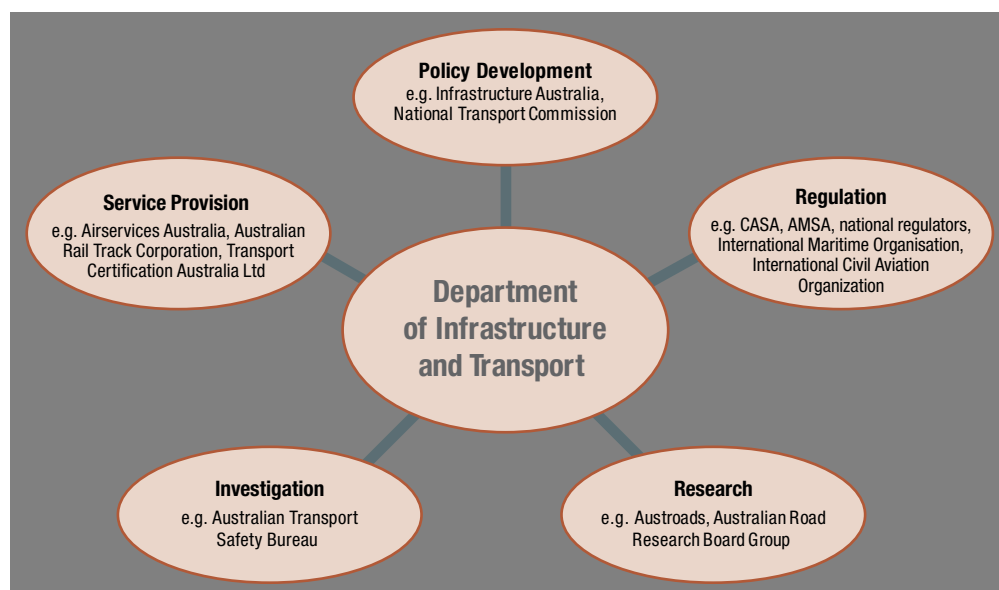 Policy Development
e.g. Infrastructure Australia,
National Transport Commission
Service Provision
e.g. Airservices Australia, Australian
Rail Track Corporation, Transport
Certification Australia Ltd
Regulation
e.g. CASA, AMSA, national regulators,
International Maritime Organisation,
International Civil Aviation
Organization
Department
of Infrastructure
and Transport
Investigation
e.g. Australian Transport
Safety Bureau
Research
e.g. Austroads, Australian Road
Research Board Group